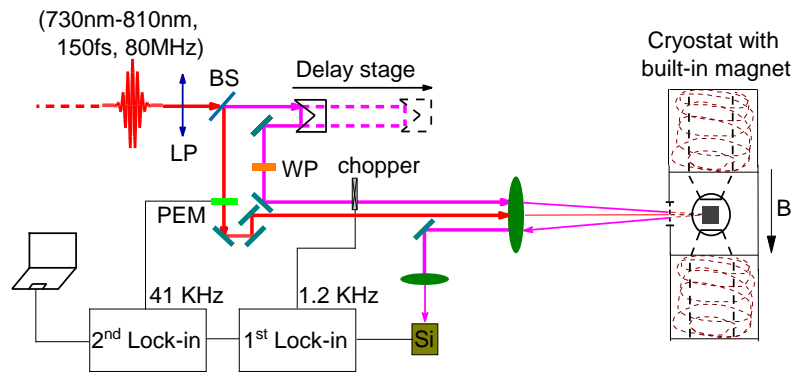 (730nm-810nm,
150fs, 80MHz)
BS
Delay stage
Cryostat with
built-in magnet
LP
WP
chopper
PEM
B
41 KHz
1.2 KHz
2nd Lock-in
1st Lock-in
Si